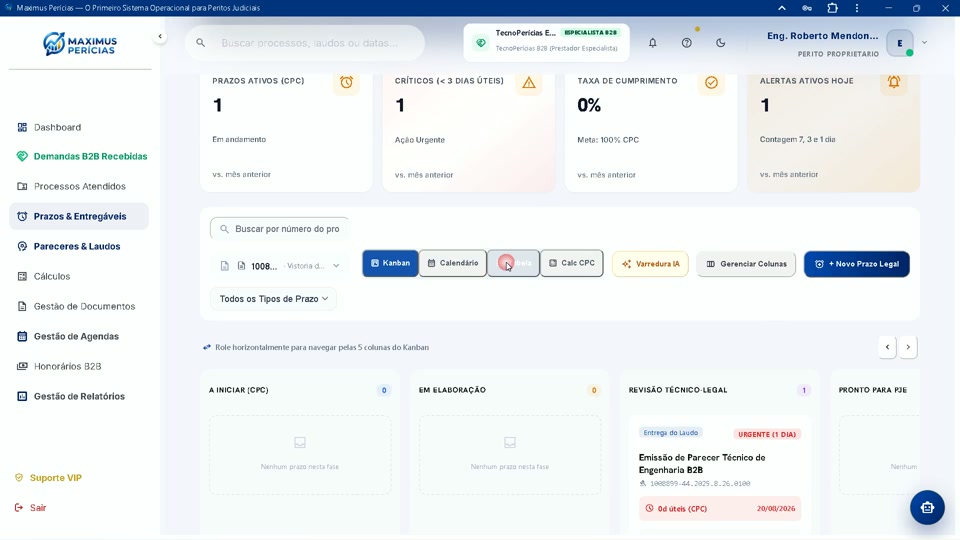 Maximus Perícias — O Primeiro Sistema Operacional para Peritos Judiciais
MAXIMUS
PERÍCIAS
Buscar processos, laudos ou datas...
TecnoPerícias E...
ESPECIALISTA B2B
TecnoPerícias B2B (Prestador Especialista)
Eng. Roberto Mendon...
PERITO PROPRIETARIO
E
Dashboard
Demandas B2B Recebidas
Processos Atendidos
Prazos & Entregáveis
Pareceres & Laudos
Cálculos
Gestão de Documentos
Gestão de Agendas
Honorários B2B
Gestão de Relatórios
Suporte VIP
Sair
PRAZOS ATIVOS (CPC)
1
Em andamento
vs. mês anterior
CRÍTICOS (< 3 DIAS ÚTEIS)
1
Ação Urgente
vs. mês anterior
TAXA DE CUMPRIMENTO
0%
Meta: 100% CPC
vs. mês anterior
ALERTAS ATIVOS HOJE
1
Contagem 7, 3 e 1 dia
vs. mês anterior
Buscar por número do pro
1008... - Vistoria d...
Kanban
Calendário
Calc CPC
Varredura IA
Gerenciar Colunas
+ Novo Prazo Legal
Todos os Tipos de Prazo
Role horizontalmente para navegar pelas 5 colunas do Kanban
A INICIAR (CPC)
0
Nenhum prazo nesta fase
EM ELABORAÇÃO
0
Nenhum prazo nesta fase
REVISÃO TÉCNICO-LEGAL
1
Entrega do Laudo
URGENTE (1 DIA)
Emissão de Parecer Técnico de
Engenharia B2B
1008899-44.2025.8.26.0100
0d úteis (CPC)
20/08/2026
PRONTO PARA PJE
Nenhum